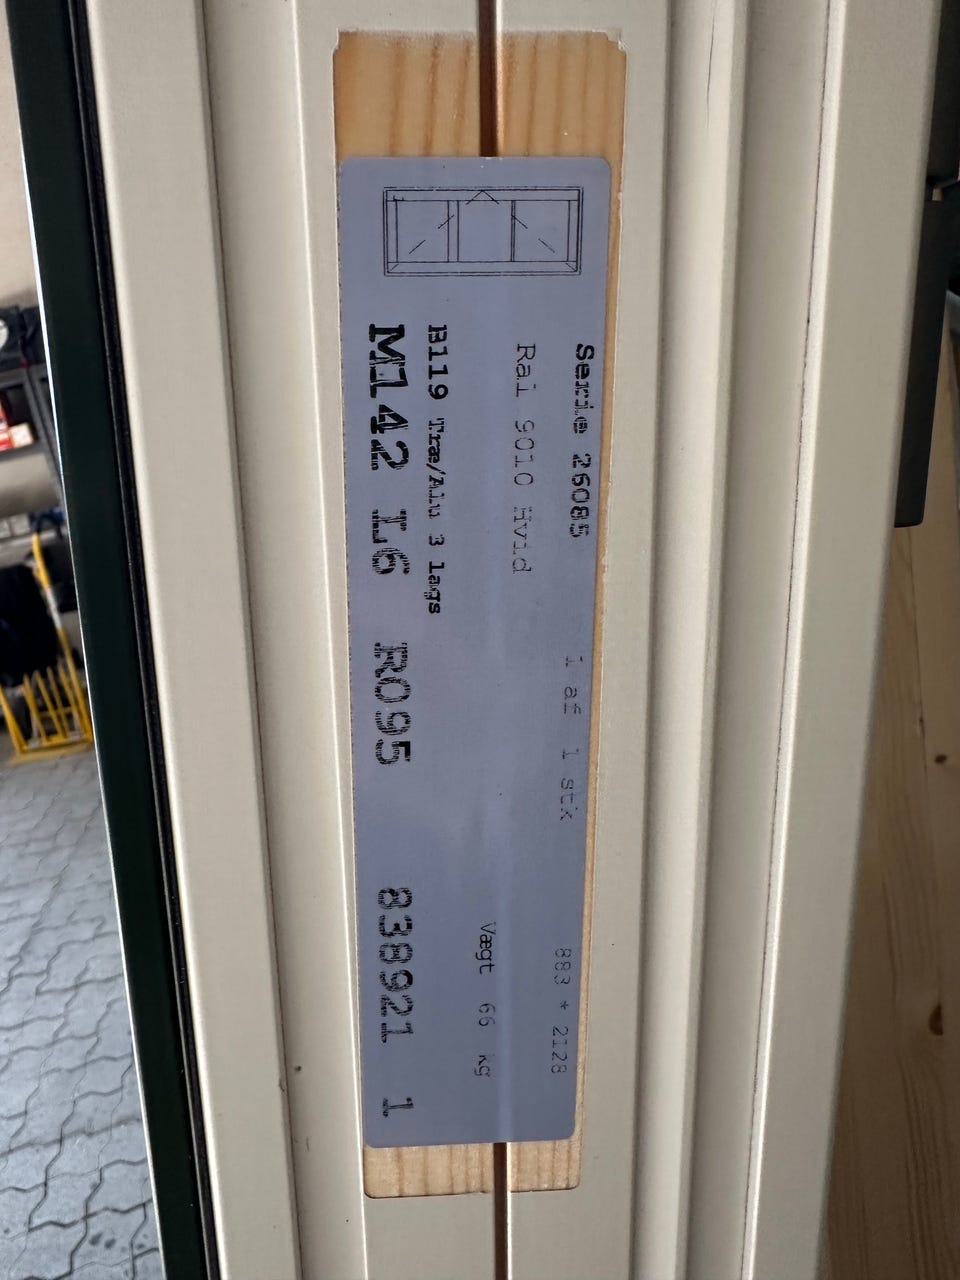 Serie 26085 1 af 1 stk 883 * 2128
Ral 9010 Hvid
Vægt 66 kg
B119 Træ/Alu 3 lags
M142 L6 R095 838921 1